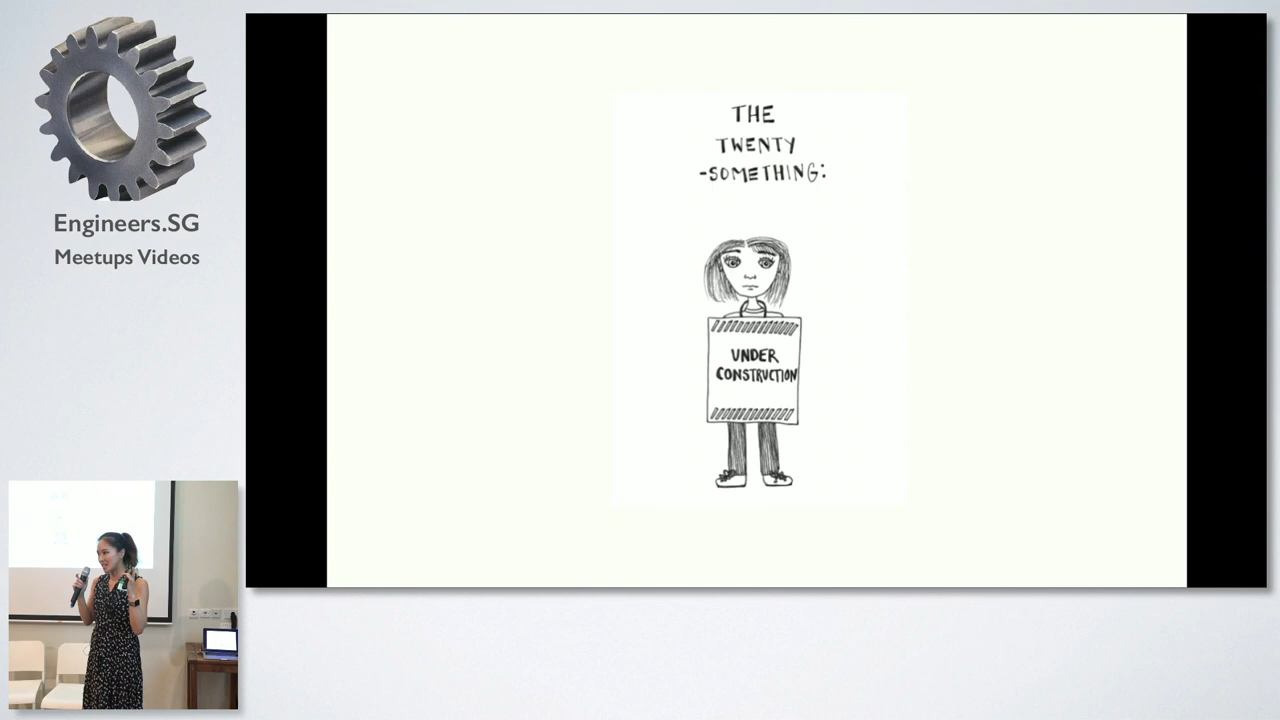 Engineers.SG
Meetups Videos
THE
TWENTY
-SOMETHING:
UNDER
CONSTRUCTION